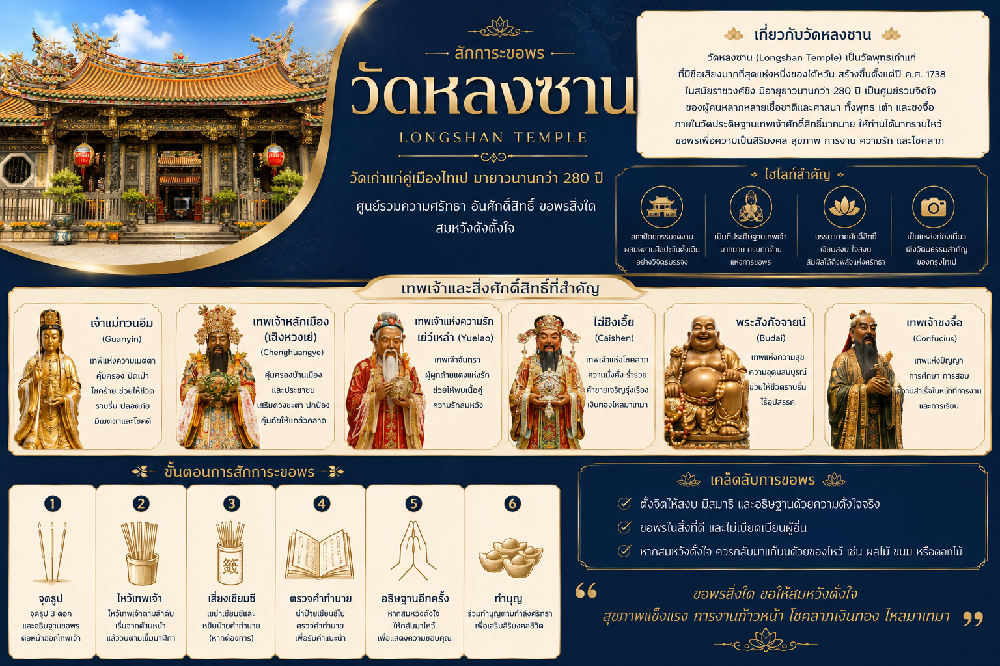 สักการะขอพร
วัดหลงซาน
LONGSHAN TEMPLE
วัดเก่าแก่คู่เมืองไทเป มายาวนานกว่า 280 ปี
ศูนย์รวมความศรัทธา อันศักดิ์สิทธิ์ ขอพรสิ่งใด
สมหวังดังตั้งใจ
เกี่ยวกับวัดหลงซาน
วัดหลงซาน (Longshan Temple) เป็นวัดพุทธเก่าแก่
ที่มีชื่อเสียงมากที่สุดแห่งหนึ่งของไต้หวัน สร้างขึ้นตั้งแต่ปี ค.ศ. 1738
ในสมัยราชวงศ์ชิง มีอายุยาวนานกว่า 280 ปี เป็นศูนย์รวมจิตใจ
ของผู้คนหลากหลายเชื้อชาติและศาสนา ทั้งพุทธ เต๋า และขงจื้อ
ภายในวัดประดิษฐานเทพเจ้าศักดิ์สิทธิ์มากมาย ให้ท่านได้มากราบไหว้
ขอพรเพื่อความเป็นสิริมงคล สุขภาพ การงาน ความรัก และโชคลาภ
ไฮไลท์สำคัญ
สถาปัตยกรรมงดงาม
ผสมผสานศิลปะจีนดั้งเดิม
อย่างวิจิตรบรรจง
เป็นที่ประดิษฐานเทพเจ้า
มากมาย ครบทุกด้าน
แห่งการขอพร
บรรยากาศศักดิ์สิทธิ์
เงียบสงบ ใจสงบ
สัมผัสได้ถึงพลังแห่งศรัทธา
เป็นแหล่งท่องเที่ยว
เชิงวัฒนธรรมสำคัญ
ของกรุงไทเป
เทพเจ้าและสิ่งศักดิ์สิทธิ์ที่สำคัญ
เจ้าแม่กวนอิม
(Guanyin)
เทพีแห่งความเมตตา
คุ้มครอง ปัดเป่า
โชคร้าย ช่วยให้ชีวิต
ราบรื่น ปลอดภัย
มีเมตตาและโชคดี
เทพเจ้าหลักเมือง
(เฉิงหวงเย่)
(Chenghuangye)
คุ้มครองบ้านเมือง
และประชาชน
เสริมดวงชะตา ปกป้อง
คุ้มภัยให้แคล้วคลาด
เทพเจ้าแห่งความรัก
เย่ว์เหล่า (Yuelao)
เทพเจ้าจันทรา
ผู้ผูกด้ายแดงแห่งรัก
ช่วยให้พบเนื้อคู่
ความรักสมหวัง
ไฉ่ซิงเอี้ย
(Caishen)
เทพเจ้าแห่งโชคลาภ
ความมั่งคั่ง ร่ำรวย
ค้าขายเจริญรุ่งเรือง
เงินทองไหลมาเทมา
พระสังกัจจายน์
(Budai)
เทพแห่งความสุข
ความอุดมสมบูรณ์
ช่วยให้ชีวิตราบรื่น
ไร้อุปสรรค
เทพเจ้าขงจื้อ
(Confucius)
เทพแห่งปัญญา
การศึกษา การสอบ
ความสำเร็จในหน้าที่การงาน
และการเรียน
ขั้นตอนการสักการะขอพร
1
จุดธูป
จุดธูป 3 ดอก
และอธิษฐานขอพร
ต่อหน้าองค์เทพเจ้า
2
ไหว้เทพเจ้า
ไหว้เทพเจ้าตามลำดับ
เริ่มจากด้านหน้า
แล้ววนตามเข็มนาฬิกา
3
籤
เสี่ยงเซียมซี
เขย่าเซียมซีและ
หยิบป้ายคำทำนาย
(หากต้องการ)
4
ตรวจคำทำนาย
นำป้ายเซียมซีไป
ตรวจคำทำนาย
เพื่อรับคำแนะนำ
5
อธิษฐานอีกครั้ง
หากสมหวังดังใจ
ให้กลับมาไหว้
เพื่อแสดงความขอบคุณ
6
ทำบุญ
ร่วมทำบุญตามกำลังศรัทธา
เพื่อเสริมสิริมงคลชีวิต
เคล็ดลับการขอพร
ตั้งจิตให้สงบ มีสมาธิ และอธิษฐานด้วยความตั้งใจจริง
ขอพรในสิ่งที่ดี และไม่เบียดเบียนผู้อื่น
หากสมหวังดั่งใจ ควรกลับมาแก้บนด้วยของไหว้ เช่น ผลไม้ ขนม หรือดอกไม้
“ ขอพรสิ่งใด ขอให้สมหวังดั่งใจ
สุขภาพแข็งแรง การงานก้าวหน้า โชคลาภเงินทอง ไหลมาเทมา ”